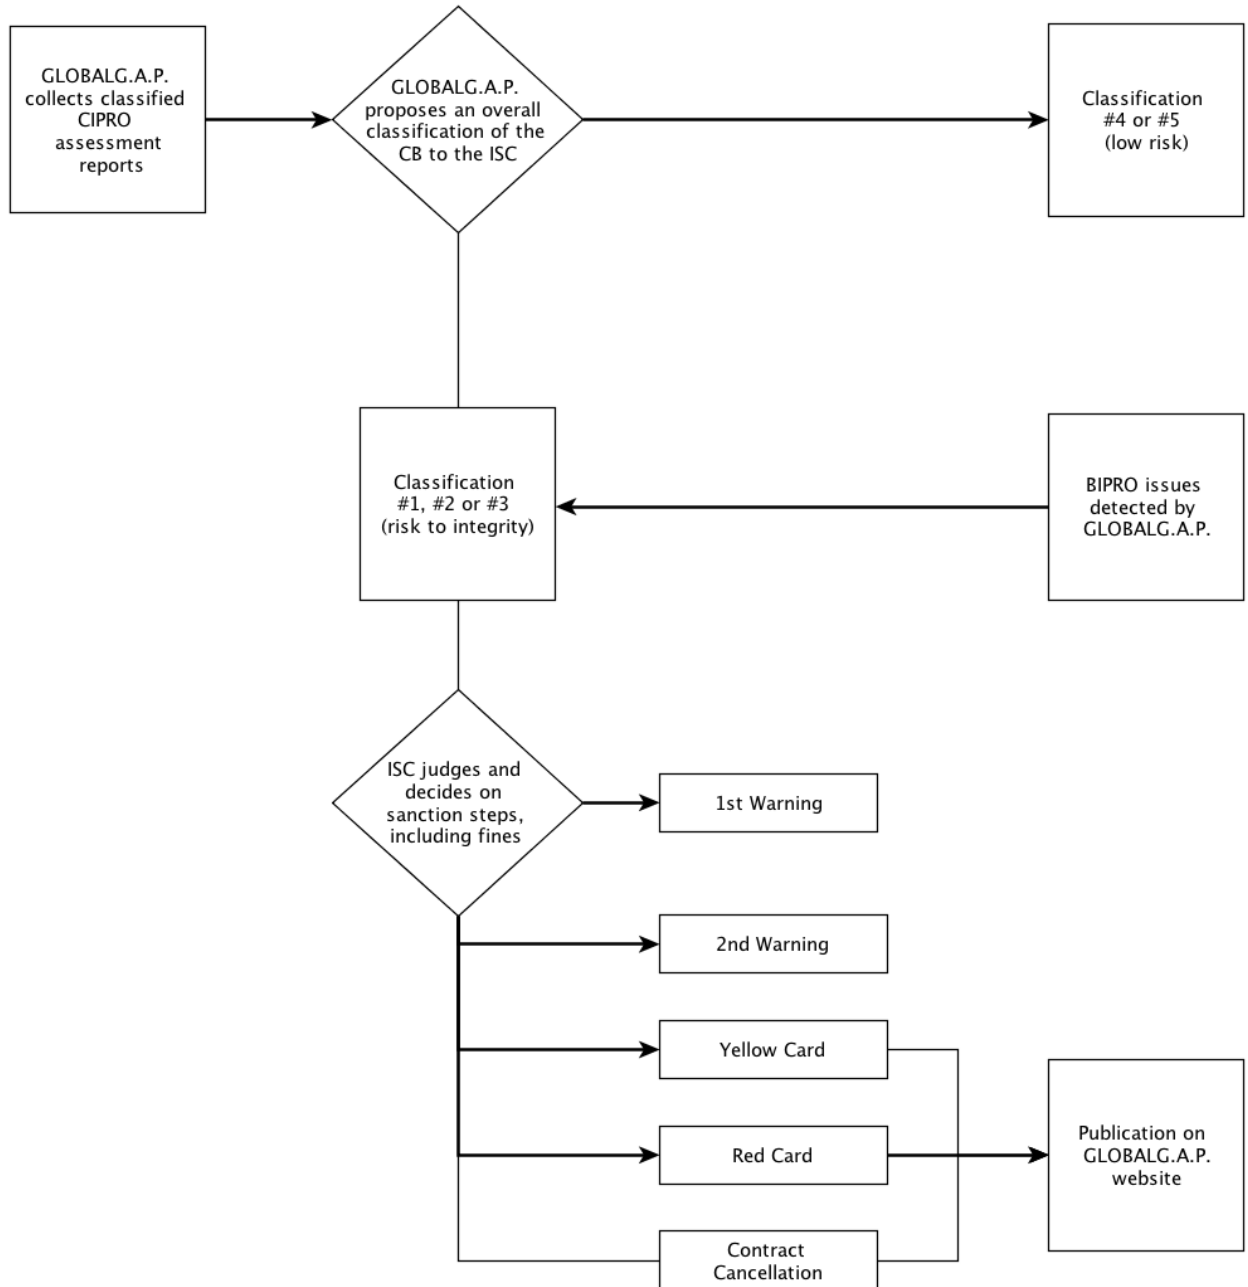 GLOBALG.A.P.
collects classified
CIPRO
assessment
reports
GLOBALG.A.P.
proposes an overall
classification of the
CB to the ISC
Classification
#4 or #5
(low risk)
Classification
#1, #2 or #3
(risk to integrity)
BIPRO issues
detected by
GLOBALG.A.P.
ISC judges and
decides on
sanction steps,
including fines
1st Warning
2nd Warning
Yellow Card
Red Card
Publication on
GLOBALG.A.P.
website
Contract
Cancellation